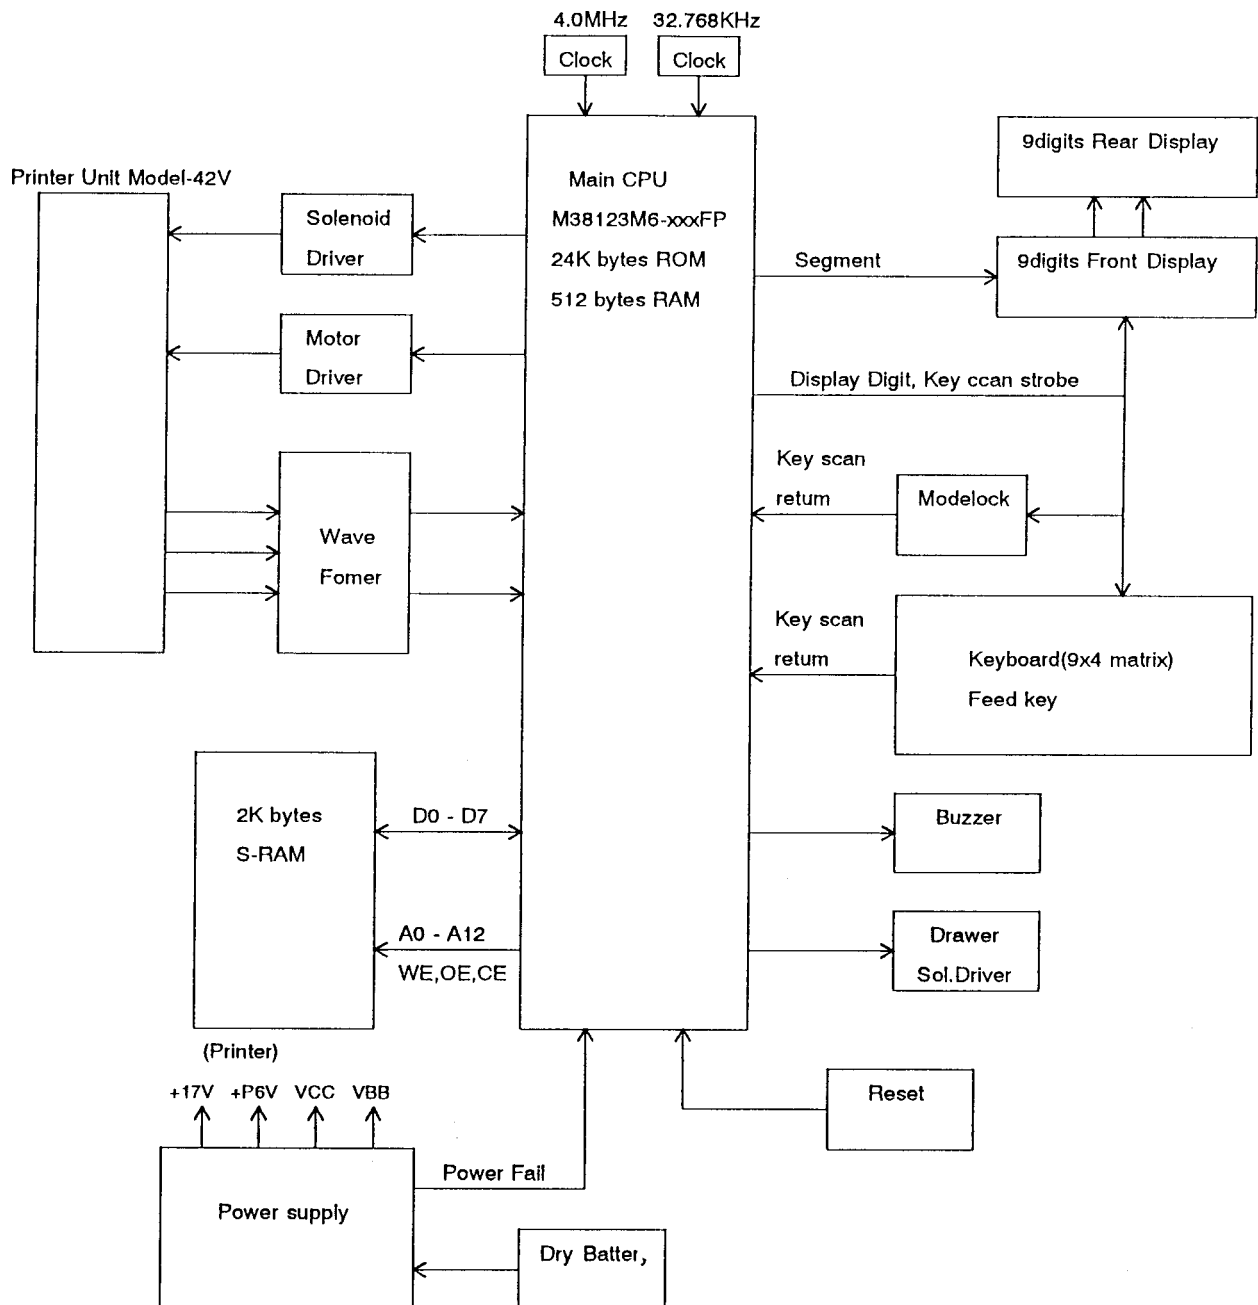 4.0MHz
32.768KHz
Clock
Clock
Main CPU
M38123M6-xxxFP
24K bytes ROM
512 bytes RAM
Printer Unit Model-42V
Solenoid
Driver
Motor
Driver
Wave
Fomer
9digits Rear Display
9digits Front Display
Segment
Display Digit, Key ccan strobe
Key scan
retum
Modelock
Key scan
retum
Keyboard(9x4 matrix)
Feed key
2K bytes
S-RAM
D0 - D7
A0 - A12
WE,OE,CE
Buzzer
Drawer
Sol.Driver
(Printer)
+17V
+P6V
VCC
VBB
Power Fail
Power supply
Reset
Dry Batter,